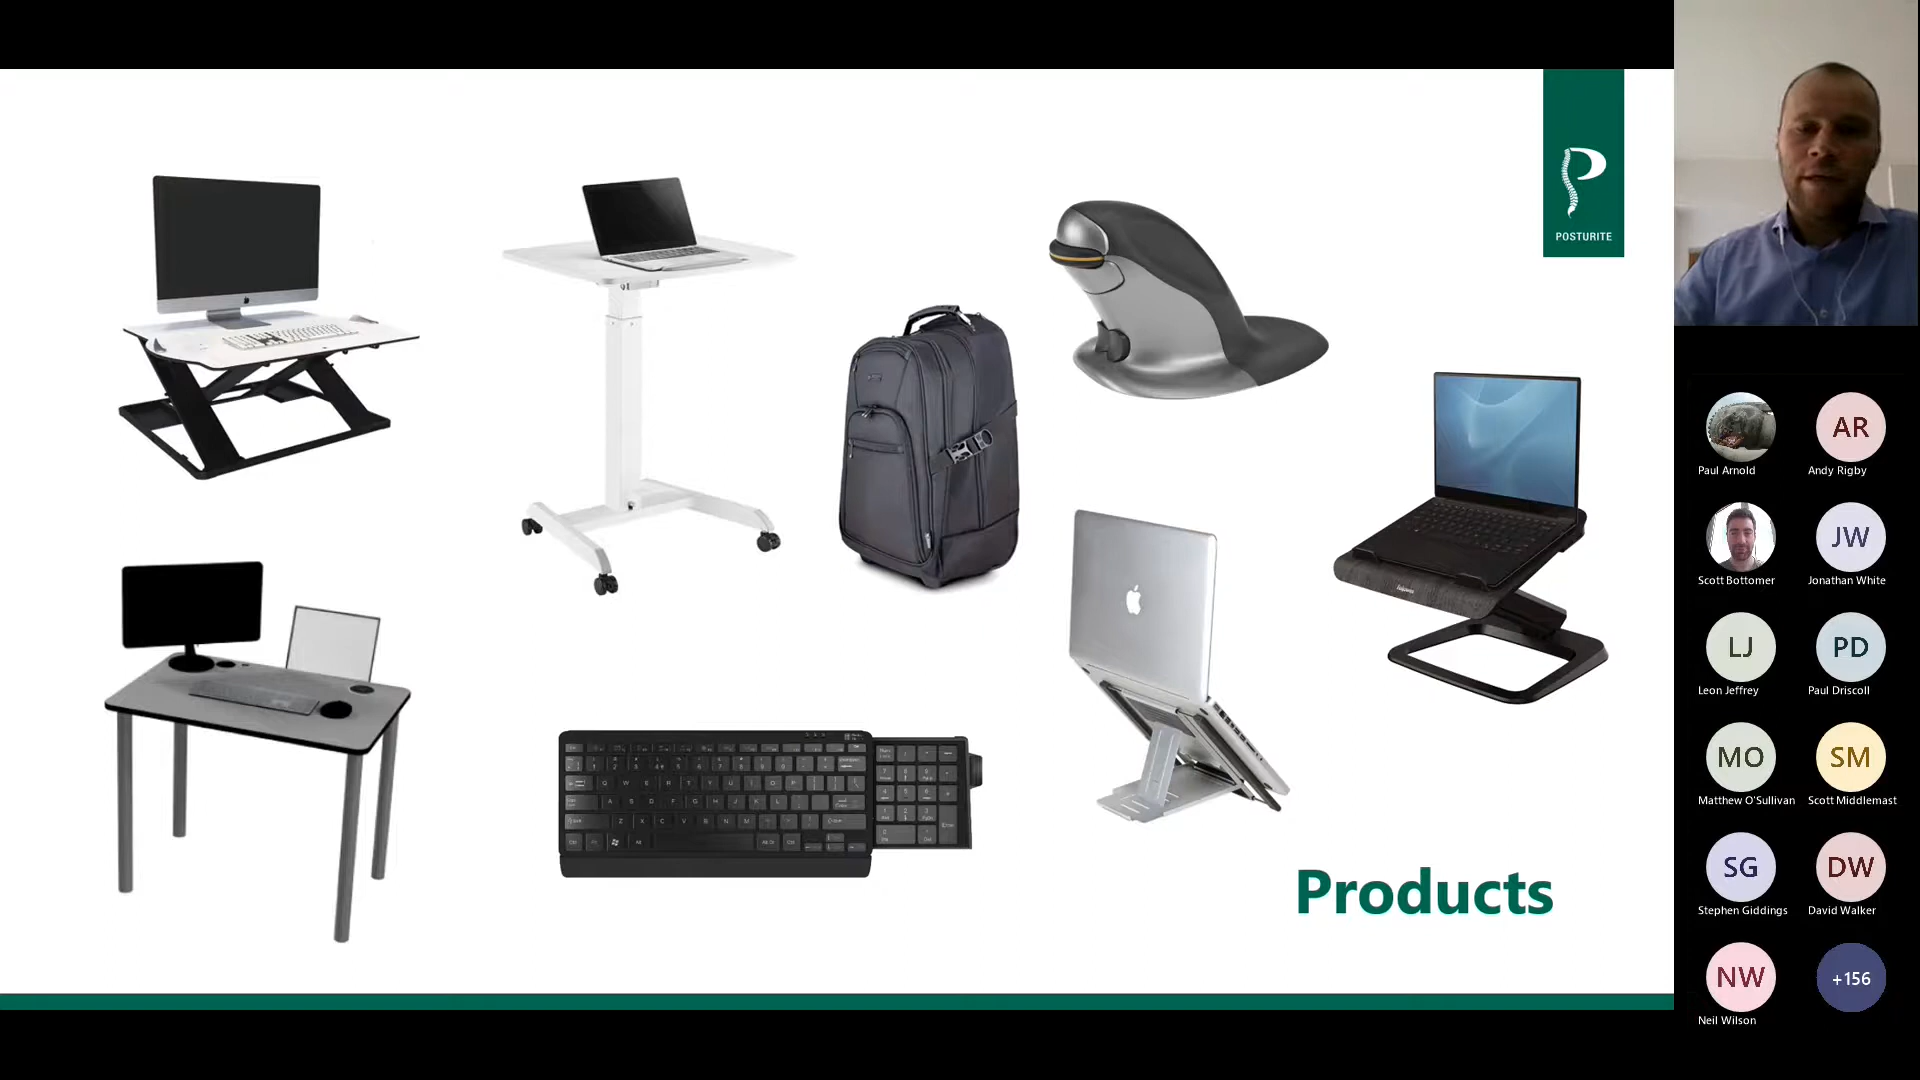 POSTURITE
Products
AR
Paul Arnold
Andy Rigby
JW
Scott Bottomer
Jonathan White
LJ
PD
Leon Jeffrey
Paul Driscoll
MO
SM
Matthew O'Sullivan
Scott Middlemast
SG
DW
Stephen Giddings
David Walker
NW
+156
Neil Wilson